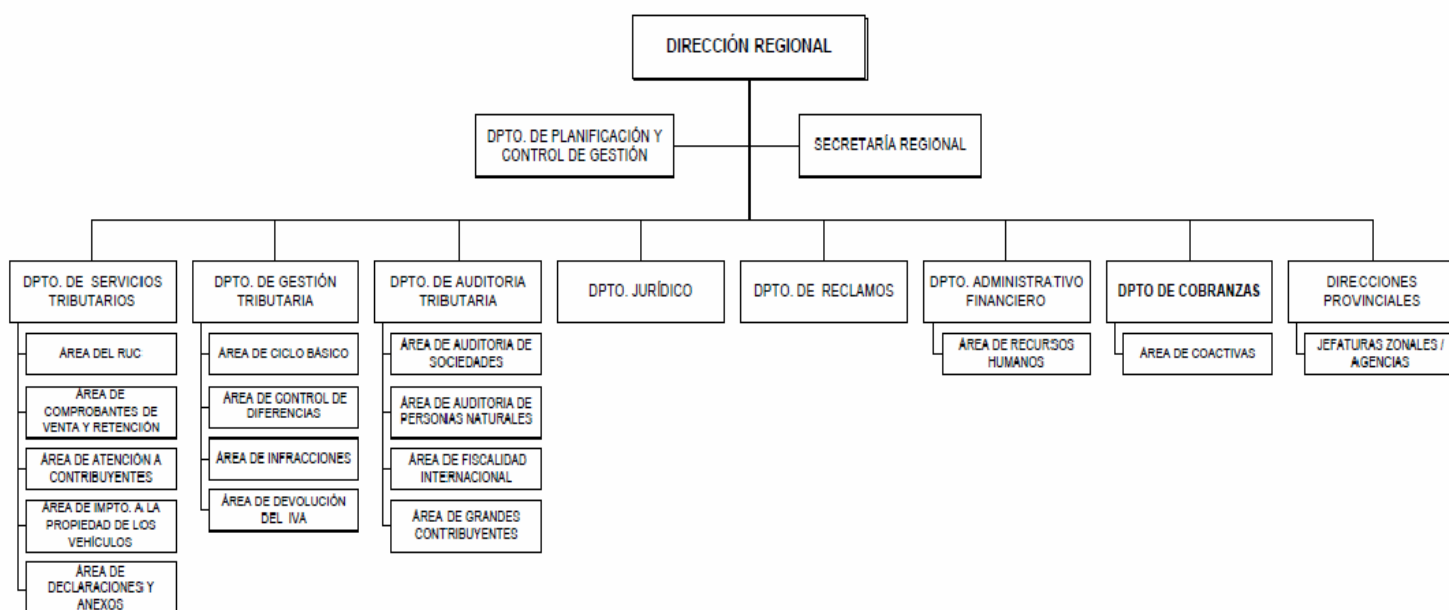 DIRECCIÓN REGIONAL
DPTO. DE PLANIFICACIÓN Y
CONTROL DE GESTIÓN
SECRETARÍA REGIONAL
DPTO. DE SERVICIOS
TRIBUTARIOS
DPTO. DE GESTIÓN
TRIBUTARIA
DPTO. DE AUDITORIA
TRIBUTARIA
DPTO. JURÍDICO
DPTO. DE RECLAMOS
DPTO. ADMINISTRATIVO
FINANCIERO
DPTO DE COBRANZAS
DIRECCIONES
PROVINCIALES
ÁREA DEL RUC
ÁREA DE
COMPROBANTES DE
VENTA Y RETENCIÓN
ÁREA DE ATENCIÓN A
CONTRIBUYENTES
ÁREA DE IMPTO. A LA
PROPIEDAD DE LOS
VEHÍCULOS
ÁREA DE
DECLARACIONES Y
ANEXOS
ÁREA DE CICLO BÁSICO
ÁREA DE CONTROL DE
DIFERENCIAS
ÁREA DE INFRACCIONES
ÁREA DE DEVOLUCIÓN
DEL IVA
ÁREA DE AUDITORIA DE
SOCIEDADES
ÁREA DE AUDITORIA DE
PERSONAS NATURALES
ÁREA DE FISCALIDAD
INTERNACIONAL
ÁREA DE GRANDES
CONTRIBUYENTES
ÁREA DE RECURSOS
HUMANOS
ÁREA DE COACTIVAS
JEFATURAS ZONALES /
AGENCIAS